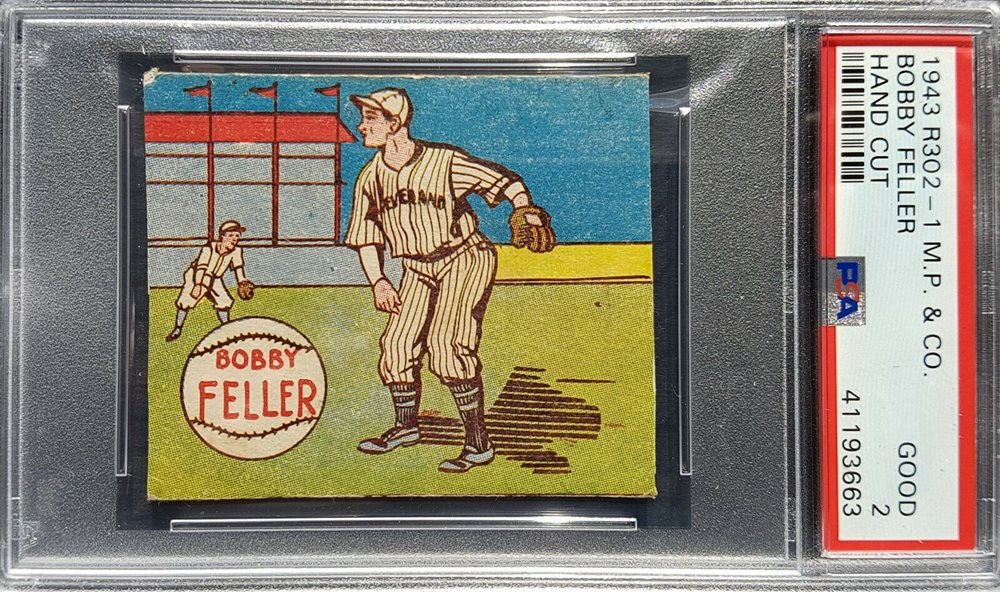 CLEVELAND
BOBBY
FELLER
1943 R302 – 1 M.P. & CO.
BOBBY FELLER
HAND CUT
GOOD
2
PSA
41193663